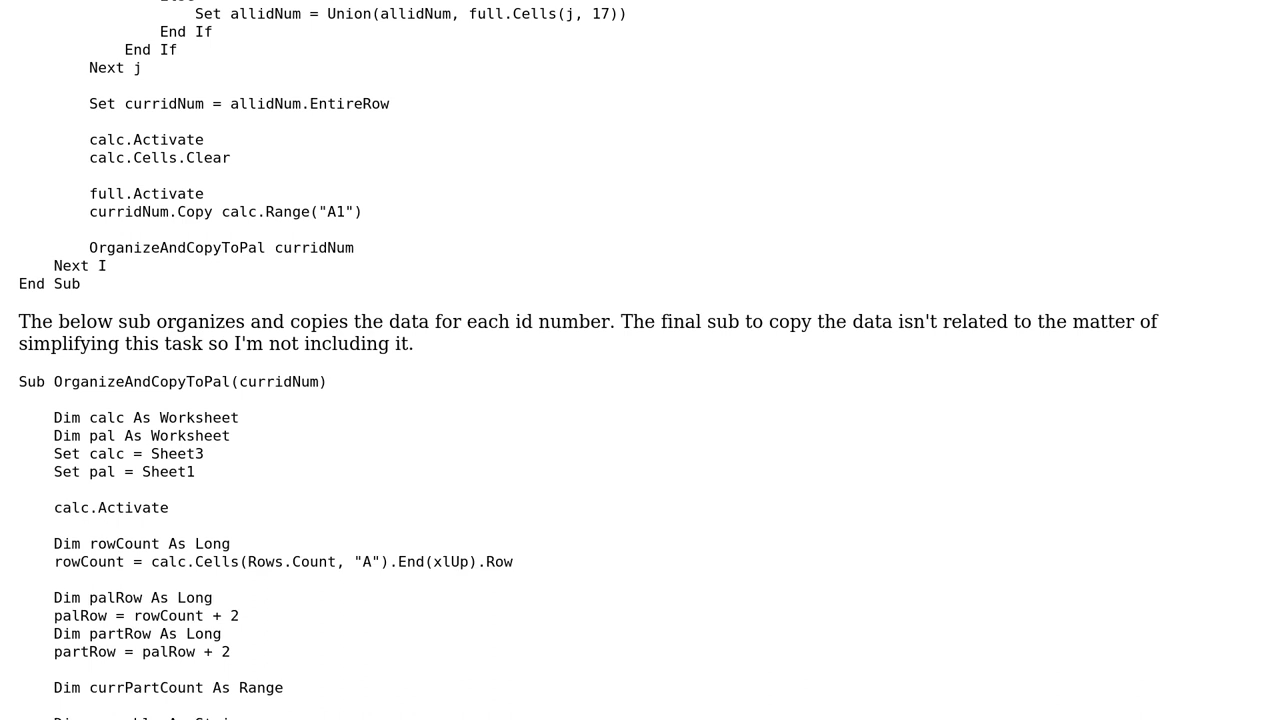 Set allidNum = Union(allidNum, full.Cells(j, 17))
End If
End If
Next j
Set curridNum = allidNum.EntireRow
calc.Activate
calc.Cells.Clear
full.Activate
curridNum.Copy calc.Range("A1")
OrganizeAndCopyToPal curridNum
Next I
End Sub
The below sub organizes and copies the data for each id number. The final sub to copy the data isn't related to the matter of
simplifying this task so I'm not including it.
Sub OrganizeAndCopyToPal(curridNum)
Dim calc As Worksheet
Dim pal As Worksheet
Set calc = Sheet3
Set pal = Sheet1
calc.Activate
Dim rowCount As Long
rowCount = calc.Cells(Rows.Count, "A").End(xlUp).Row
Dim palRow As Long
palRow = rowCount + 2
Dim partRow As Long
partRow = palRow + 2
Dim currPartCount As Range